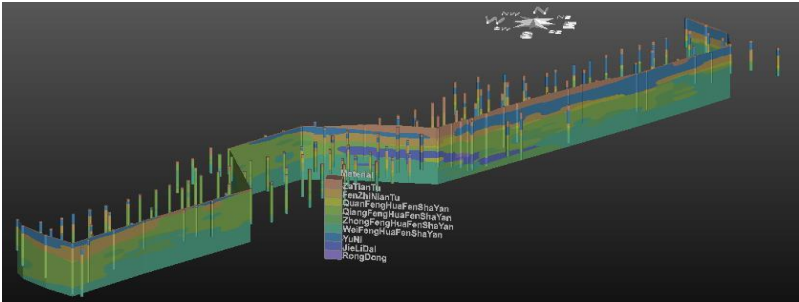 N
W
E
S
Material
ZaTianTu
FenZhiNianTu
QuanFengHuaFenShaYan
QiangFengHuaFenShaYan
ZhongFengHuaFenShaYan
WeiFengHuaFenShaYan
YuNi
JieLiDai
RongDong